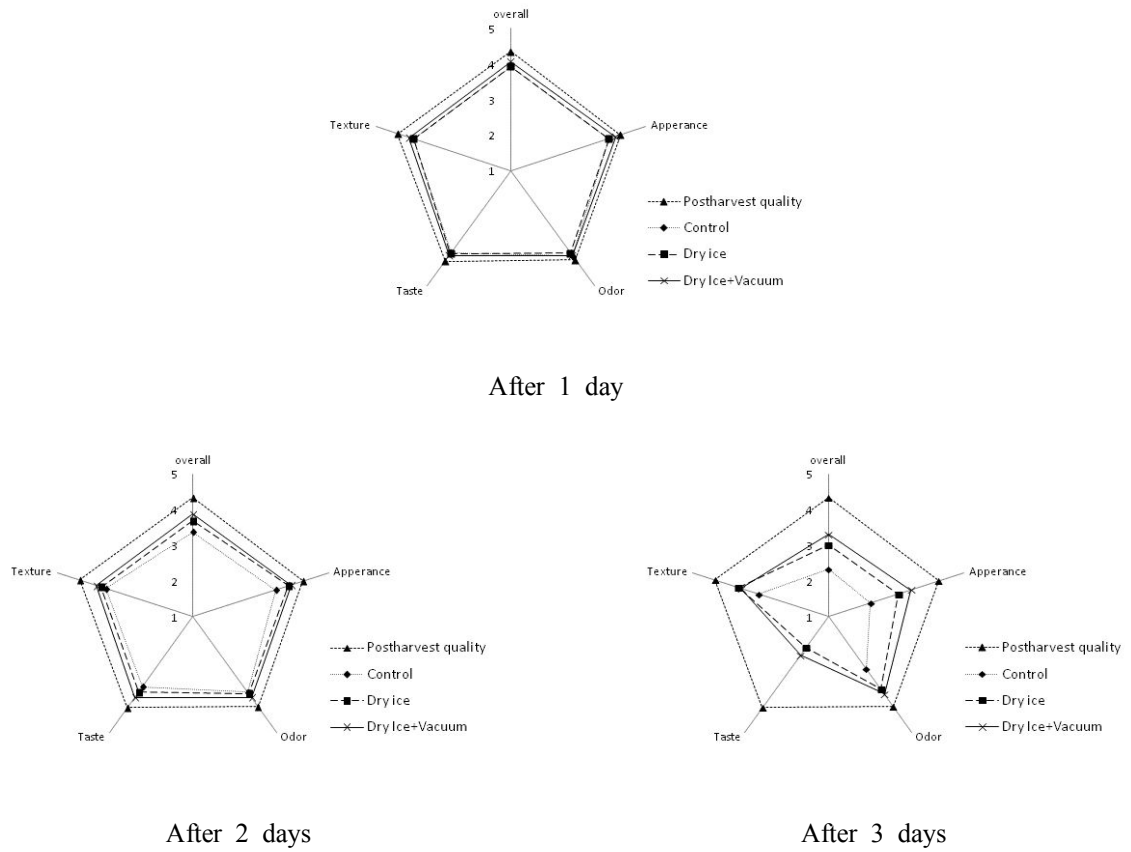 overall
5
4
3
2
1
Texture
Apperance
Taste
Odor
Postharvest quality
Control
Dry ice
Dry Ice+Vacuum
After 1 day
overall
5
4
3
2
1
Texture
Apperance
Taste
Odor
Postharvest quality
Control
Dry ice
Dry Ice+Vacuum
After 2 days
overall
5
4
3
2
1
Texture
Apperance
Taste
Odor
Postharvest quality
Control
Dry ice
Dry Ice+Vacuum
After 3 days